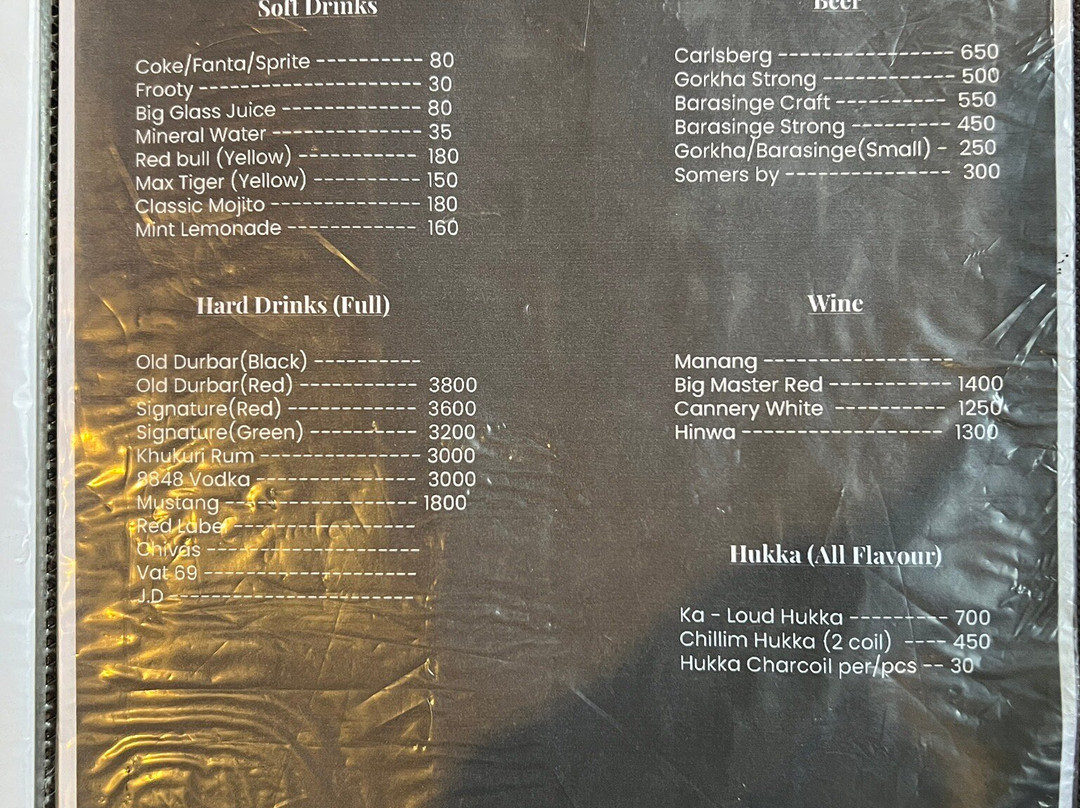 Soft Drinks
Coke/Fanta/Sprite ----------- 80
Frooty ----------------------- 30
Big Glass Juice -------------- 80
Mineral Water --------------- 35
Red bull (Yellow) ------------ 180
Max Tiger (Yellow) ----------- 150
Classic Mojito --------------- 180
Mint Lemonade ------------- 160
Beer
Carlsberg ------------------ 650
Gorkha Strong ------------- 500
Barasinge Craft ----------- 550
Barasinge Strong ---------- 450
Gorkha/Barasinge(Small) - 250
Somers by ----------------- 300
Hard Drinks (Full)
Old Durbar(Black) -----------
Old Durbar(Red) ------------ 3800
Signature(Red) -------------- 3600
Signature(Green) ----------- 3200
Khukuri Rum ---------------- 3000
8848 Vodka ----------------- 3000
Mustang -------------------- 1800
Red Label -------------------
Chivas ----------------------
Vat 69 ----------------------
J.D -------------------------
Wine
Manang --------------------
Big Master Red ------------- 1400
Cannery White ------------ 1250
Hinwa --------------------- 1300
Hukka (All Flavour)
Ka - Loud Hukka ---------- 700
Chillim Hukka (2 coil) ---- 450
Hukka Charcoil per/pcs -- 30